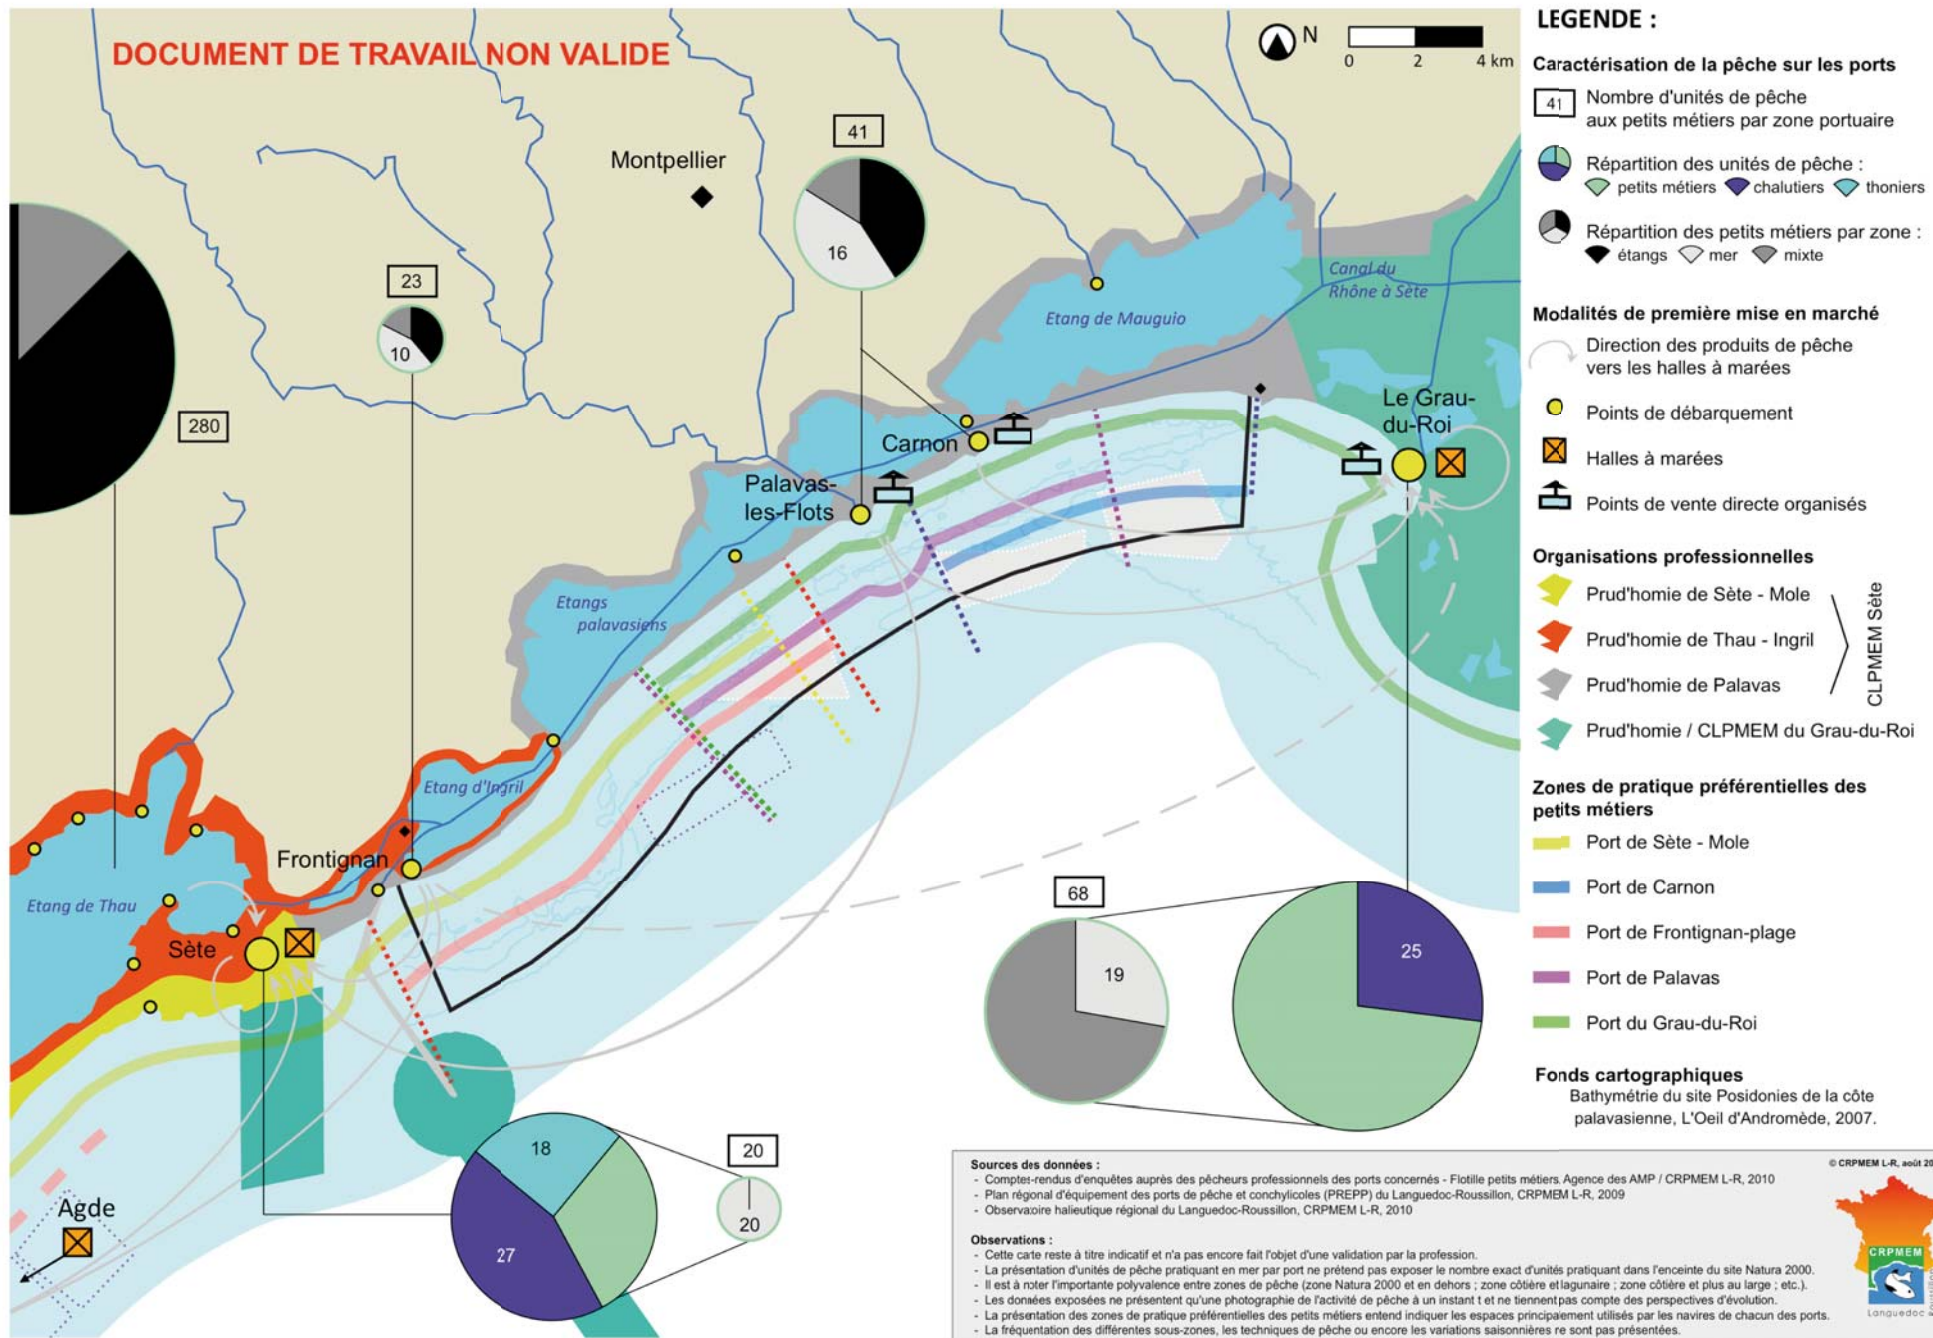 DOCUMENT DE TRAVAIL NON VALIDE
N
0 2 4 km
Montpellier
41
16
23
10
280
Canal du
Rhône à Sète
Etang de Mauguio
Le Grau-
du-Roi
Carnon
Palavas-
les-Flots
Etangs
palavasiens
Etang d'Ingril
Frontignan
Etang de Thau
Sète
Agde
68
19
25
18
27
20
20
LEGENDE :
Caractérisation de la pêche sur les ports
41
Nombre d'unités de pêche
aux petits métiers par zone portuaire
Répartition des unités de pêche :
petits métiers chalutiers thoniers
Répartition des petits métiers par zone :
étangs mer mixte
Modalités de première mise en marché
Direction des produits de pêche
vers les halles à marées
Points de débarquement
Halles à marées
Points de vente directe organisés
Organisations professionnelles
Prud'homie de Sète - Mole
Prud'homie de Thau - Ingril
Prud'homie de Palavas
CLPMEM Sète
Prud'homie / CLPMEM du Grau-du-Roi
Zones de pratique préférentielles des
petits métiers
Port de Sète - Mole
Port de Carnon
Port de Frontignan-plage
Port de Palavas
Port du Grau-du-Roi
Fonds cartographiques
Bathymétrie du site Posidonies de la côte
palavasienne, L'Oeil d'Andromède, 2007.
Sources des données :
- Comptes-rendus d'enquêtes auprès des pêcheurs professionnels des ports concernés - Flotille petits métiers. Agence des AMP / CRPMEM L-R, 2010
- Plan régional d'équipement des ports de pêche et conchylicoles (PREPP) du Languedoc-Roussillon, CRPMEM L-R, 2009
- Observatoire halieutique régional du Languedoc-Roussillon, CRPMEM L-R, 2010
Observations :
- Cette carte reste à titre indicatif et n'a pas encore fait l'objet d'une validation par la profession.
- La présentation d'unités de pêche pratiquant en mer par port ne prétend pas exposer le nombre exact d'unités pratiquant dans l'enceinte du site Natura 2000.
- Il est à noter l'importante polyvalence entre zones de pêche (zone Natura 2000 et en dehors ; zone côtière et lagunaire ; zone côtière et plus au large ; etc.).
- Les données exposées ne présentent qu'une photographie de l'activité de pêche à un instant t et ne tiennent pas compte des perspectives d'évolution.
- La présentation des zones de pratique préférentielles des petits métiers entend indiquer les espaces principalement utilisés par les navires de chacun des ports.
- La fréquentation des différentes sous-zones, les techniques de pêche ou encore les variations saisonnières ne sont pas présentées.
© CRPMEM L-R, août 20
CRPMEM
Languedoc